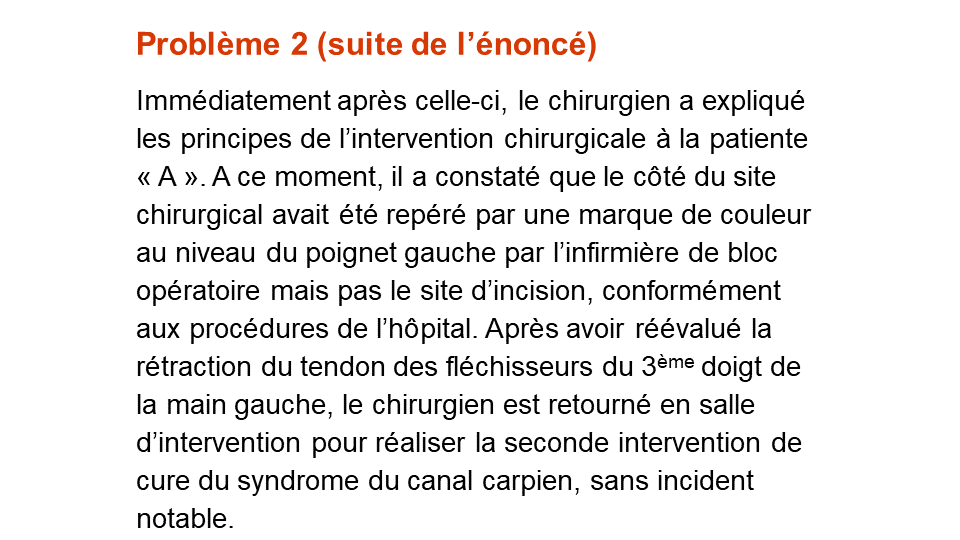 Problème 2 (suite de l’énoncé)
Immédiatement après celle-ci, le chirurgien a expliqué
les principes de l’intervention chirurgicale à la patiente
« A ». A ce moment, il a constaté que le côté du site
chirurgical avait été repéré par une marque de couleur
au niveau du poignet gauche par l’infirmière de bloc
opératoire mais pas le site d’incision, conformément
aux procédures de l’hôpital. Après avoir réévalué la
rétraction du tendon des fléchisseurs du 3ème doigt de
la main gauche, le chirurgien est retourné en salle
d’intervention pour réaliser la seconde intervention de
cure du syndrome du canal carpien, sans incident
notable.